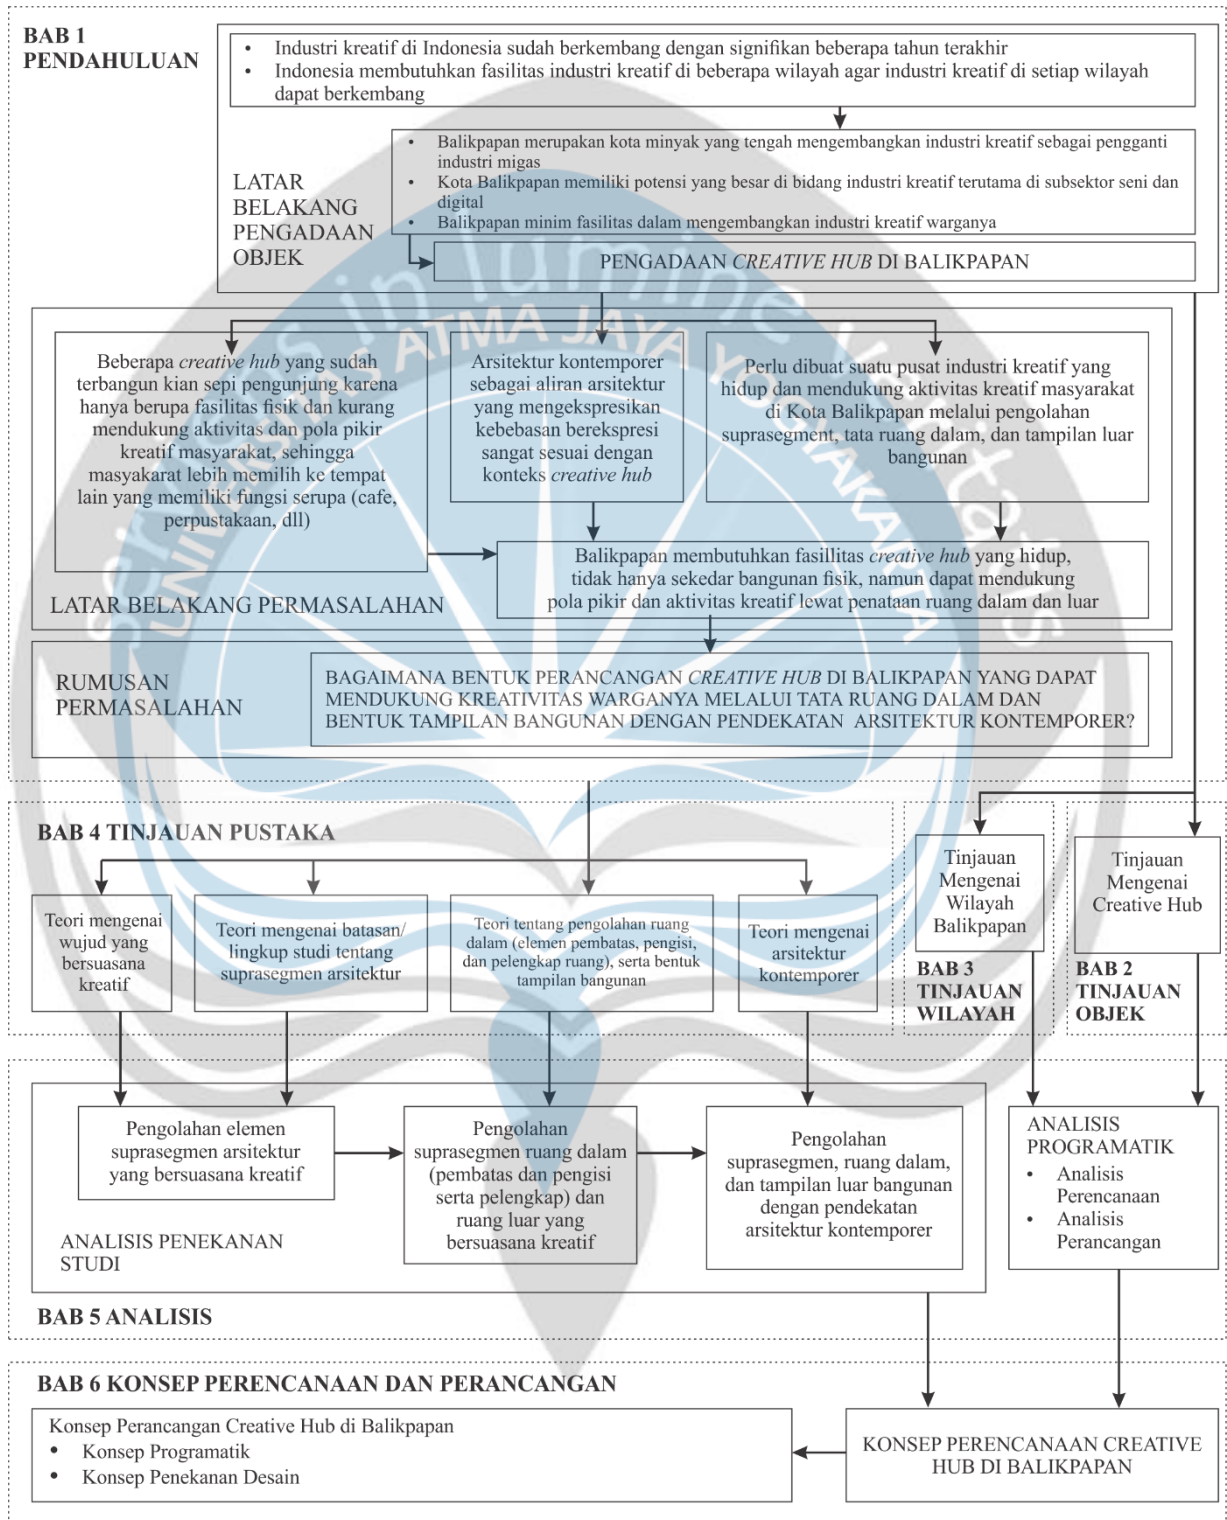 BAB 1
PENDAHULUAN
• Industri kreatif di Indonesia sudah berkembang dengan signifikan beberapa tahun terakhir
• Indonesia membutuhkan fasilitas industri kreatif di beberapa wilayah agar industri kreatif di setiap wilayah
dapat berkembang
LATAR
BELAKANG
PENGADAAN
OBJEK
• Balikpapan merupakan kota minyak yang tengah mengembangkan industri kreatif sebagai pengganti
industri migas
• Kota Balikpapan memiliki potensi yang besar di bidang industri kreatif terutama di subsektor seni dan
digital
• Balikpapan minim fasilitas dalam mengembangkan industri kreatif warganya
PENGADAAN CREATIVE HUB DI BALIKPAPAN
Beberapa creative hub yang sudah
terbangun kian sepi pengunjung karena
hanya berupa fasilitas fisik dan kurang
mendukung aktivitas dan pola pikir
kreatif masyarakat, sehingga
masyakarat lebih memilih ke tempat
lain yang memiliki fungsi serupa (cafe,
perpustakaan, dll)
Arsitektur kontemporer
sebagai aliran arsitektur
yang mengekspresikan
kebebasan berekspresi
sangat sesuai dengan
konteks creative hub
Perlu dibuat suatu pusat industri kreatif yang
hidup dan mendukung aktivitas kreatif masyarakat
di Kota Balikpapan melalui pengolahan
suprasegment, tata ruang dalam, dan tampilan luar
bangunan
Balikpapan membutuhkan fasillitas creative hub yang hidup,
tidak hanya sekedar bangunan fisik, namun dapat mendukung
pola pikir dan aktivitas kreatif lewat penataan ruang dalam dan luar
LATAR BELAKANG PERMASALAHAN
RUMUSAN
PERMASALAHAN
BAGAIMANA BENTUK PERANCANGAN CREATIVE HUB DI BALIKPAPAN YANG DAPAT
MENDUKUNG KREATIVITAS WARGANYA MELALUI TATA RUANG DALAM DAN
BENTUK TAMPILAN BANGUNAN DENGAN PENDEKATAN ARSITEKTUR KONTEMPORER?
BAB 4 TINJAUAN PUSTAKA
Teori mengenai
wujud yang
bersuasana
kreatif
Teori mengenai batasan/
lingkup studi tentang
suprasegmen arsitektur
Teori tentang pengolahan ruang
dalam (elemen pembatas, pengisi,
dan pelengkap ruang), serta bentuk
tampilan bangunan
Teori mengenai
arsitektur
kontemporer
Tinjauan
Mengenai
Wilayah
Balikpapan
BAB 3
TINJAUAN
WILAYAH
Tinjauan
Mengenai
Creative Hub
BAB 2
TINJAUAN
OBJEK
Pengolahan elemen
suprasegmen arsitektur
yang bersuasana kreatif
Pengolahan
suprasegmen ruang dalam
(pembatas dan pengisi
serta pelengkap) dan
ruang luar yang
bersuasana kreatif
Pengolahan
suprasegmen, ruang dalam,
dan tampilan luar bangunan
dengan pendekatan
arsitektur kontemporer
ANALISIS PENEKANAN
STUDI
ANALISIS
PROGRAMATIK
• Analisis
Perencanaan
• Analisis
Perancangan
BAB 5 ANALISIS
BAB 6 KONSEP PERENCANAAN DAN PERANCANGAN
Konsep Perancangan Creative Hub di Balikpapan
• Konsep Programatik
• Konsep Penekanan Desain
KONSEP PERENCANAAN CREATIVE
HUB DI BALIKPAPAN
serviens in lumine veritatis
UNIVERSITAS ATMA JAYA YOGYAKARTA